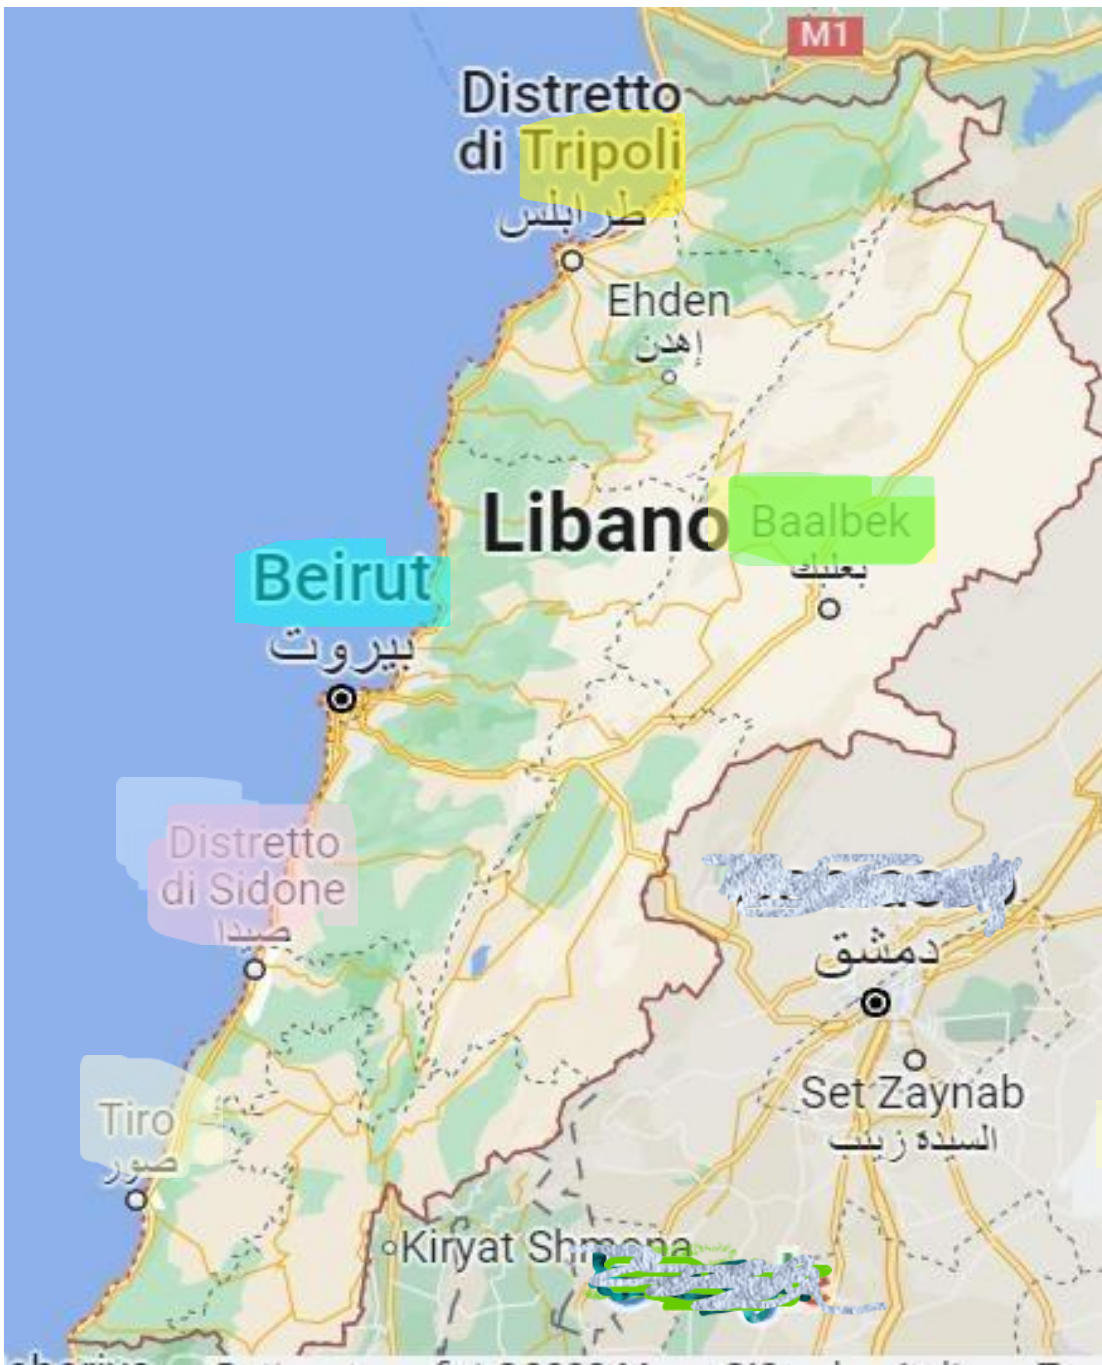 M1
Distretto
di Tripoli
طرابلس
Ehden
إهدن
Libano
Baalbek
بعلبك
Beirut
بيروت
Distretto
di Sidone
صيدا
دمشق
Set Zaynab
السيدة زينب
Tiro
صور
Kiryat Shmona